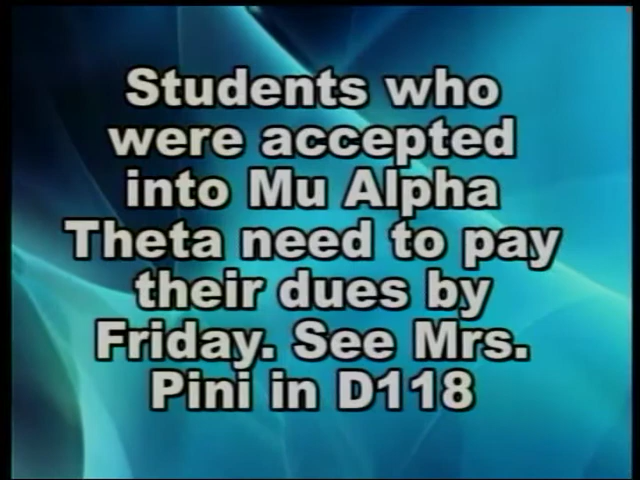 Students who
were accepted
into Mu Alpha
Theta need to pay
their dues by
Friday. See Mrs.
Pini in D118